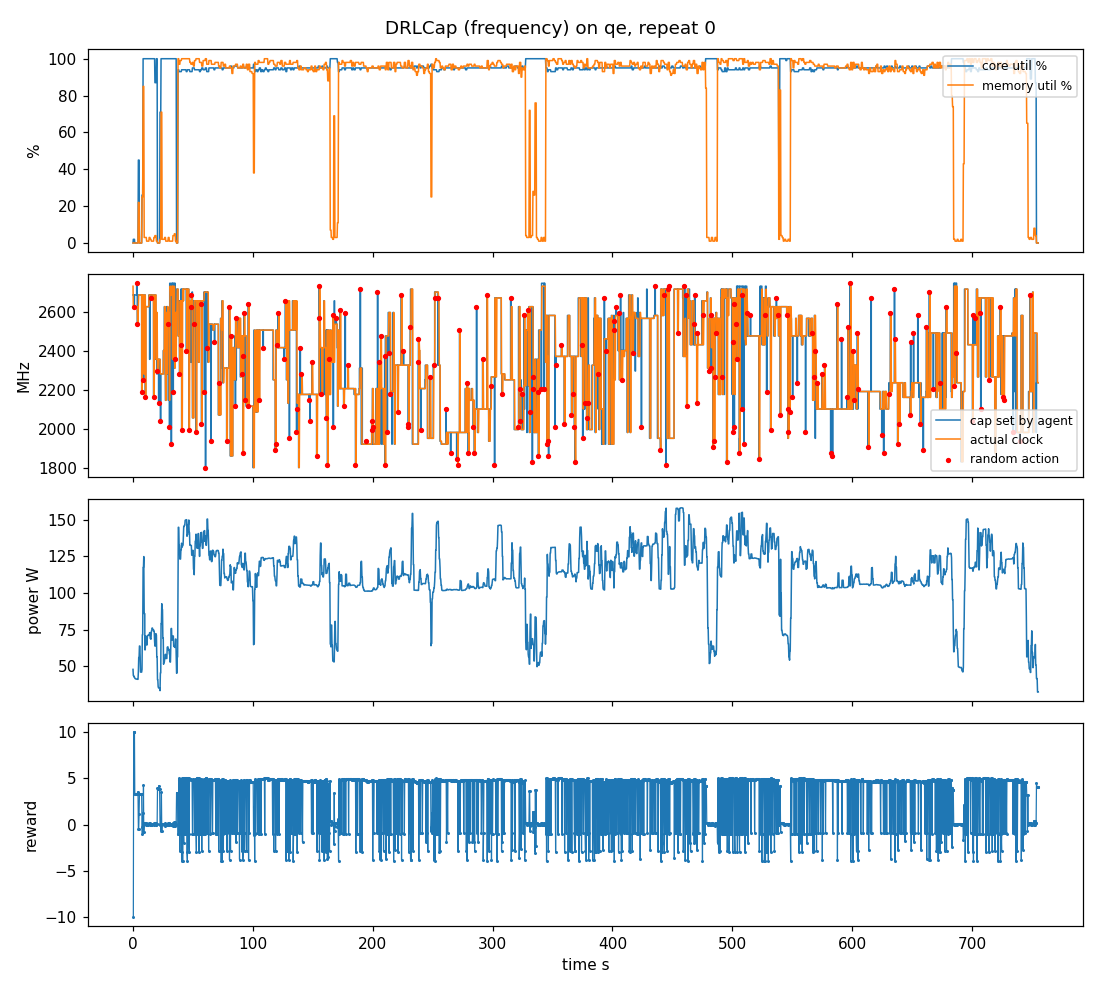 DRLCap (frequency) on qe, repeat 0
100
80
60
40
20
0
%
core util %
memory util %
2600
2400
2200
2000
1800
MHz
cap set by agent
actual clock
random action
150
125
100
75
50
power W
10
5
0
−5
−10
reward
0 100 200 300 400 500 600 700
time s